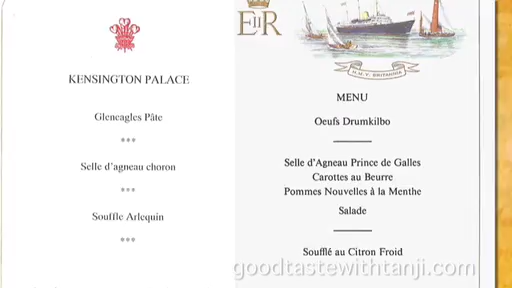 KENSINGTON PALACE
Gleneagles Pâte
***
Selle d'agneau choron
***
Souffle Arlequin
***
EIIR
H.M.Y. BRITANNIA
MENU
Oeufs Drumkilbo
Selle d'Agneau Prince de Galles
Carottes au Beurre
Pommes Nouvelles à la Menthe
Salade
Soufflé au Citron Froid
goodtastewithtanji.com